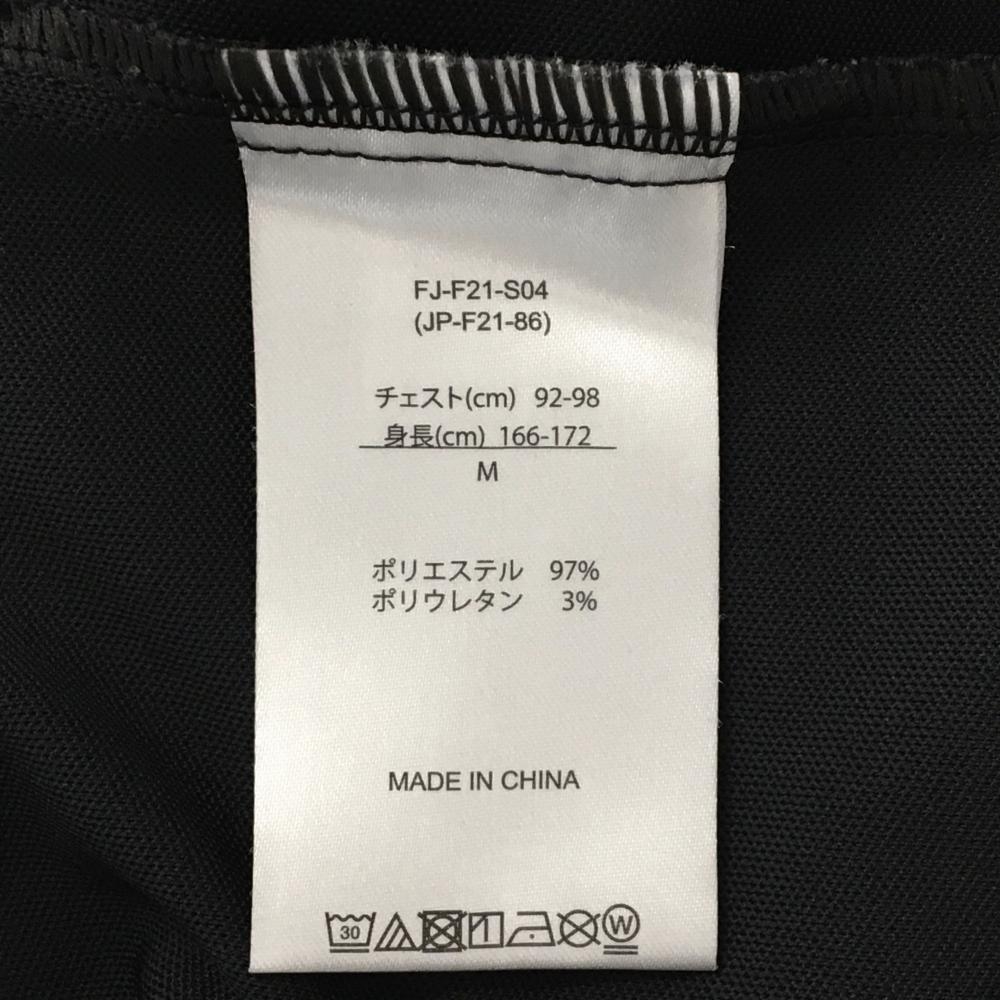 FJ-F21-S04
(JP-F21-86)
チェスト(cm) 92-98
身長(cm) 166-172
M
ポリエステル 97%
ポリウレタン 3%
MADE IN CHINA
30 W